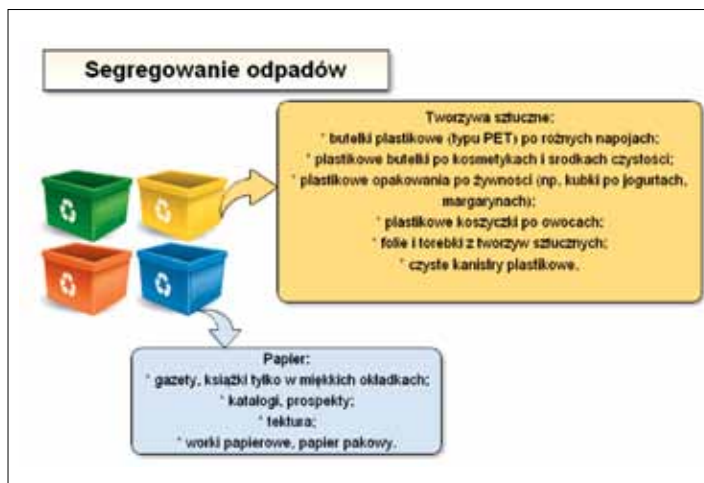 Segregowanie odpadów
Tworzywa sztuczne:
* butelki plastikowe (typu PET) po różnych napojach;
* plastikowe butelki po kosmetykach i srodkach czystości;
* plastikowe opakowania po żywności (np. kubki po jogurtach,
margarynach);
* plastikowe koszyczki po owocach;
* folie i torebki z tworzyw sztucznych;
* czyste kanistry plastikowe.
Papier:
* gazety, książki tylko w miękkich okładkach;
* katalogi, prospekty;
* tektura;
* worki papierowe, papier pakowy.